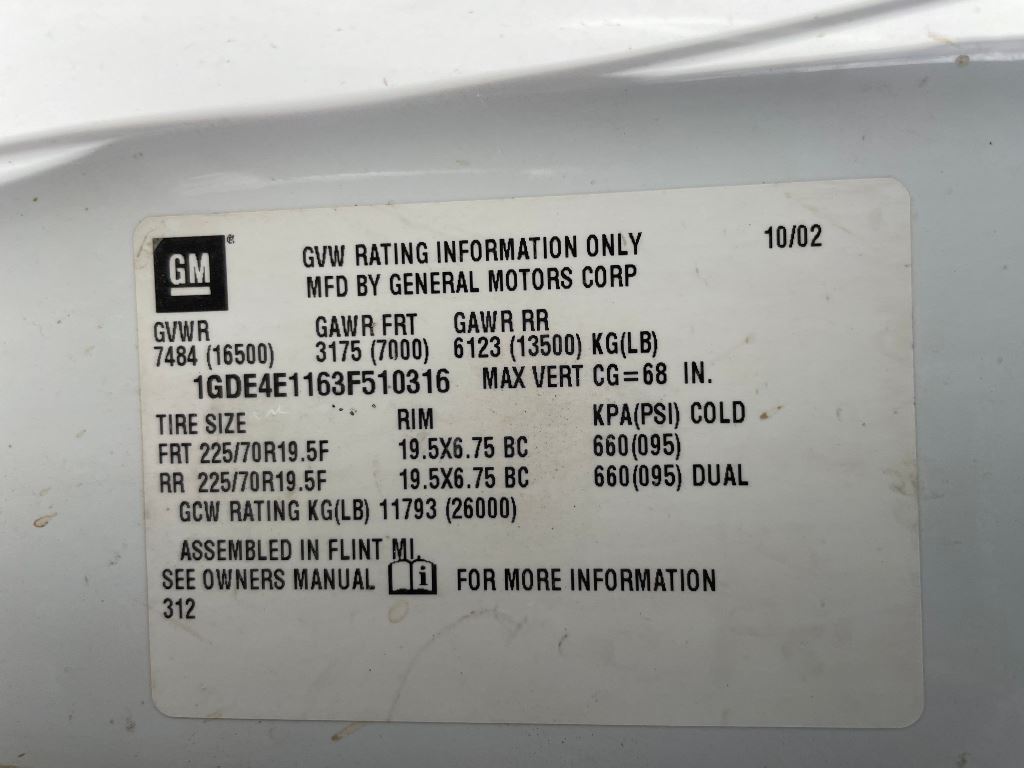 GM
GVW RATING INFORMATION ONLY 10/02
MFD BY GENERAL MOTORS CORP
GVWR GAWR FRT GAWR RR
7484 (16500) 3175 (7000) 6123 (13500) KG(LB)
1GDE4E1163F510316 MAX VERT CG=68 IN.
TIRE SIZE RIM KPA(PSI) COLD
FRT 225/70R19.5F 19.5X6.75 BC 660(095)
RR 225/70R19.5F 19.5X6.75 BC 660(095) DUAL
GCW RATING KG(LB) 11793 (26000)
ASSEMBLED IN FLINT MI.
SEE OWNERS MANUAL i FOR MORE INFORMATION
312